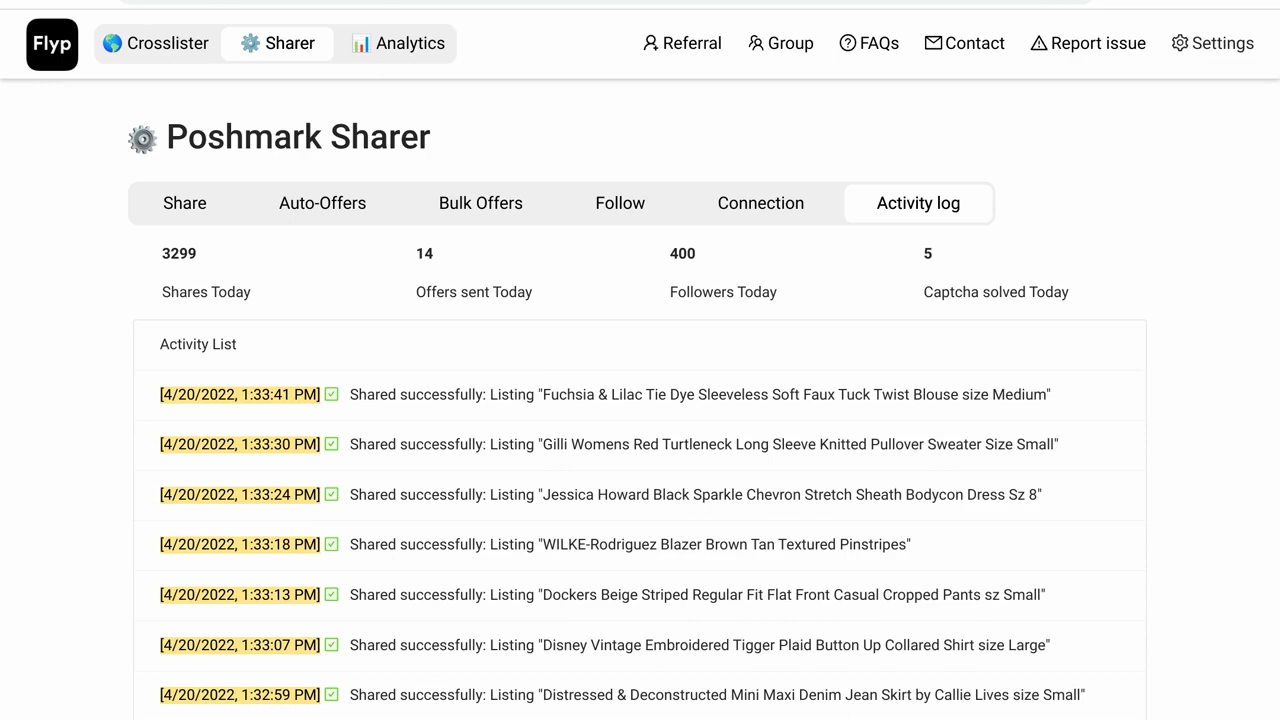 Flyp
Crosslister Sharer Analytics Referral Group FAQs Contact Report issue Settings
Poshmark Sharer
Share Auto-Offers Bulk Offers Follow Connection Activity log
3299 14 400 5
Shares Today Offers sent Today Followers Today Captcha solved Today
Activity List
[4/20/2022, 1:33:41 PM] Shared successfully: Listing "Fuchsia & Lilac Tie Dye Sleeveless Soft Faux Tuck Twist Blouse size Medium"
[4/20/2022, 1:33:30 PM] Shared successfully: Listing "Gilli Womens Red Turtleneck Long Sleeve Knitted Pullover Sweater Size Small"
[4/20/2022, 1:33:24 PM] Shared successfully: Listing "Jessica Howard Black Sparkle Chevron Stretch Sheath Bodycon Dress Sz 8"
[4/20/2022, 1:33:18 PM] Shared successfully: Listing "WILKE-Rodriguez Blazer Brown Tan Textured Pinstripes"
[4/20/2022, 1:33:13 PM] Shared successfully: Listing "Dockers Beige Striped Regular Fit Flat Front Casual Cropped Pants sz Small"
[4/20/2022, 1:33:07 PM] Shared successfully: Listing "Disney Vintage Embroidered Tigger Plaid Button Up Collared Shirt size Large"
[4/20/2022, 1:32:59 PM] Shared successfully: Listing "Distressed & Deconstructed Mini Maxi Denim Jean Skirt by Callie Lives size Small"